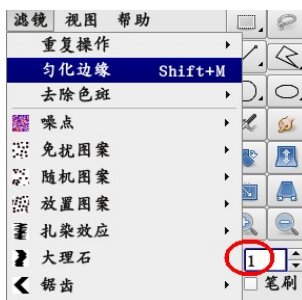 滤镜 视图 帮助
重复操作
匀化边缘 Shift+M
去除色斑
噪点
免扰图案
随机图案
放置图案
扎染效应
大理石
1
锯齿
笔刷